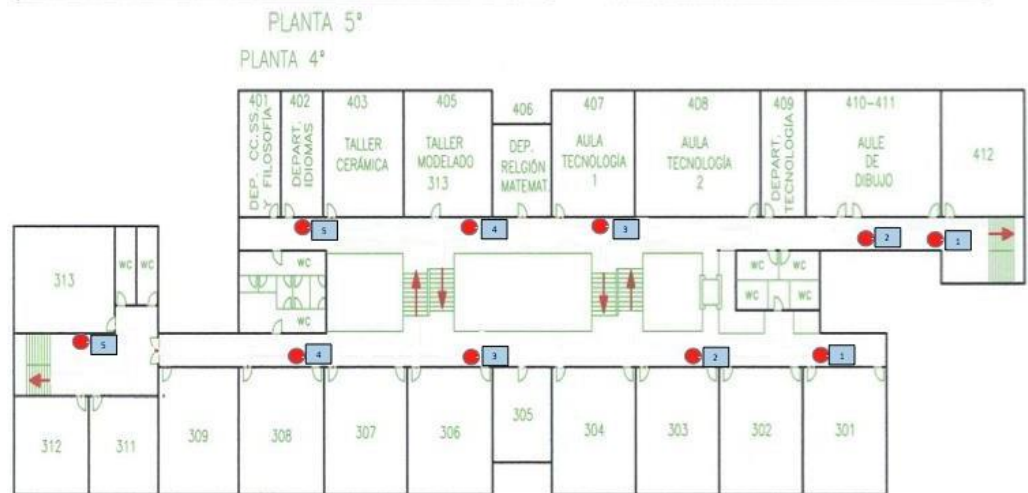 PLANTA 5ª
PLANTA 4ª
401
DEP. CC.SS.
Y FILOSOFÍA
402
DEPART.
IDIOMAS
403
TALLER
CERÁMICA
405
TALLER
MODELADO
313
406
DEP.
RELGIÓN
MATEMAT.
407
AULA
TECNOLOGÍA
1
408
AULA
TECNOLOGÍA
2
409
DEPART.
TECNOLOGÍA
410-411
AULE
DE
DIBUJO
412
5
4
3
2
1
313
WC
WC
WC
WC
WC
WC
WC
WC
5
4
3
2
1
312
311
309
308
307
306
305
304
303
302
301